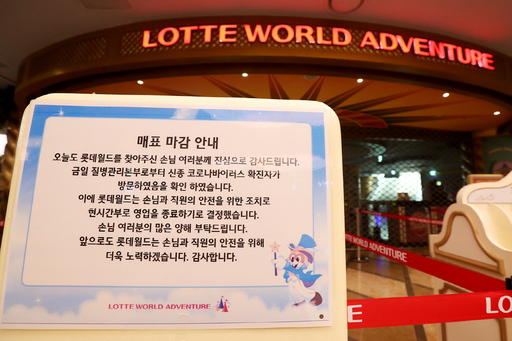 LOTTE WORLD ADVENTURE
매표 마감 안내
오늘도 롯데월드를 찾아주신 손님 여러분께 진심으로 감사드립니다.
금일 질병관리본부로부터 신종 코로나바이러스 확진자가
방문하였음을 확인 하였습니다.
이에 롯데월드는 손님과 직원의 안전을 위한 조치로
현시간부로 영업을 종료하기로 결정했습니다.
손님 여러분의 많은 양해 부탁드립니다.
앞으로도 롯데월드는 손님과 직원의 안전을 위해
더욱 노력하겠습니다. 감사합니다.
LOTTE WORLD ADVENTURE
LOTTE WORLD ADVENTURE
E LO